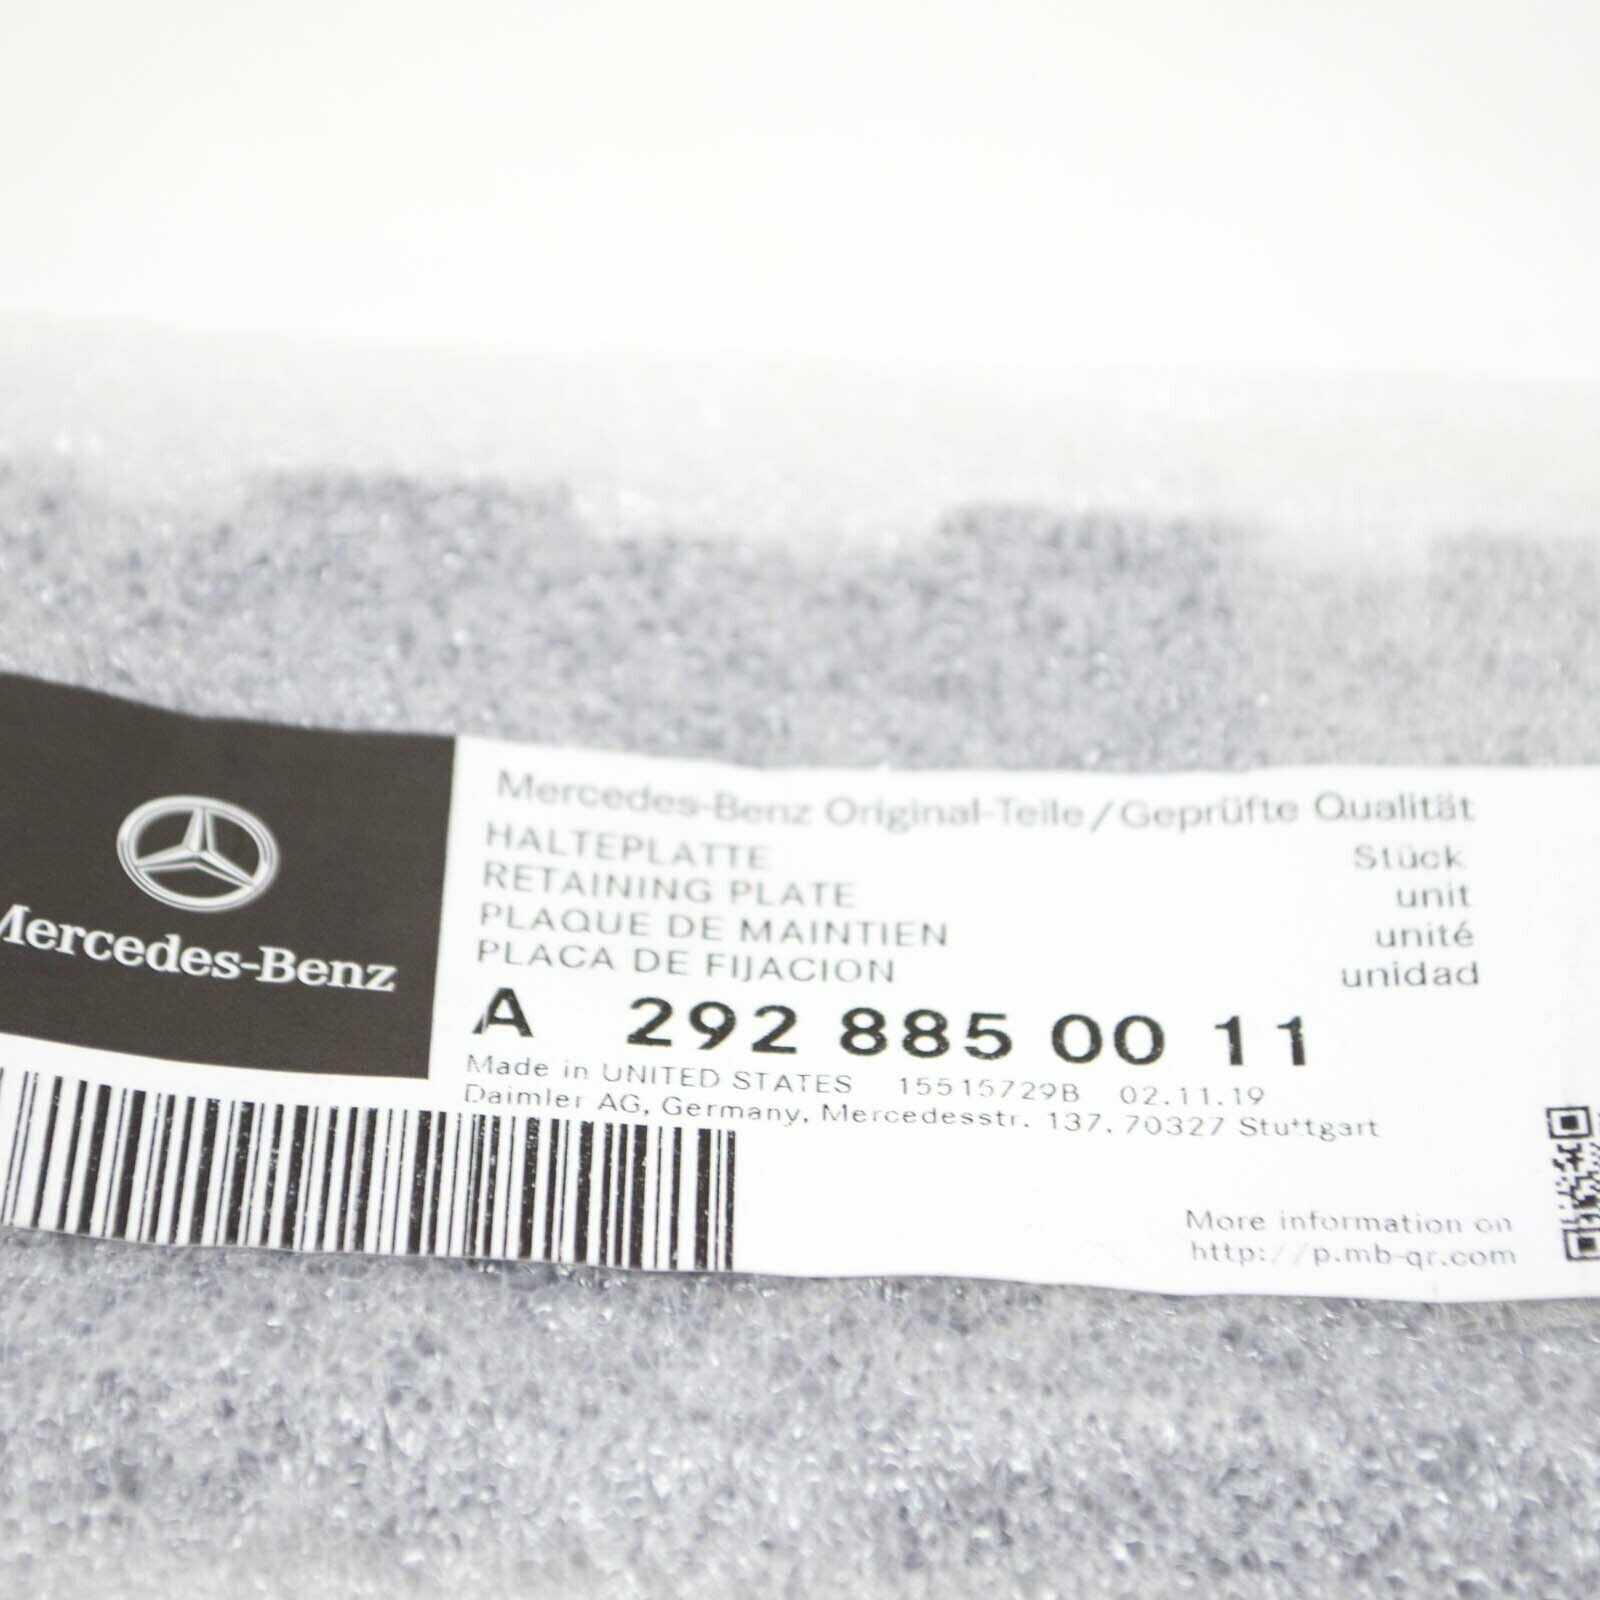 Mercedes-Benz
Mercedes-Benz Original-Teile/Geprüfte Qualität
HALTEPLATTE Stück
RETAINING PLATE unit
PLAQUE DE MAINTIEN unité
PLACA DE FIJACION unidad
A 292 885 00 11
Made in UNITED STATES 15515729B 02.11.19
Daimler AG, Germany, Mercedesstr. 137, 70327 Stuttgart
More information on
http://p.mb-qr.com